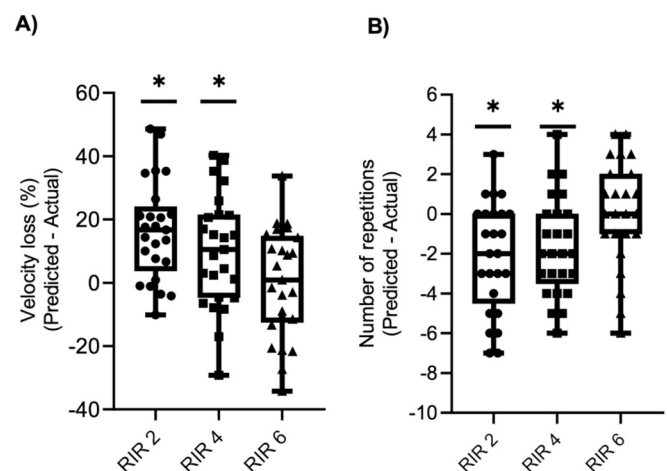 A)
Velocity loss (%)
(Predicted - Actual)
60
40
20
0
-20
-40
*
*
RIR 2
RIR 4
RIR 6
B)
Number of repetitions
(Predicted - Actual)
6
4
2
0
-2
-4
-6
-8
-10
*
*
RIR 2
RIR 4
RIR 6